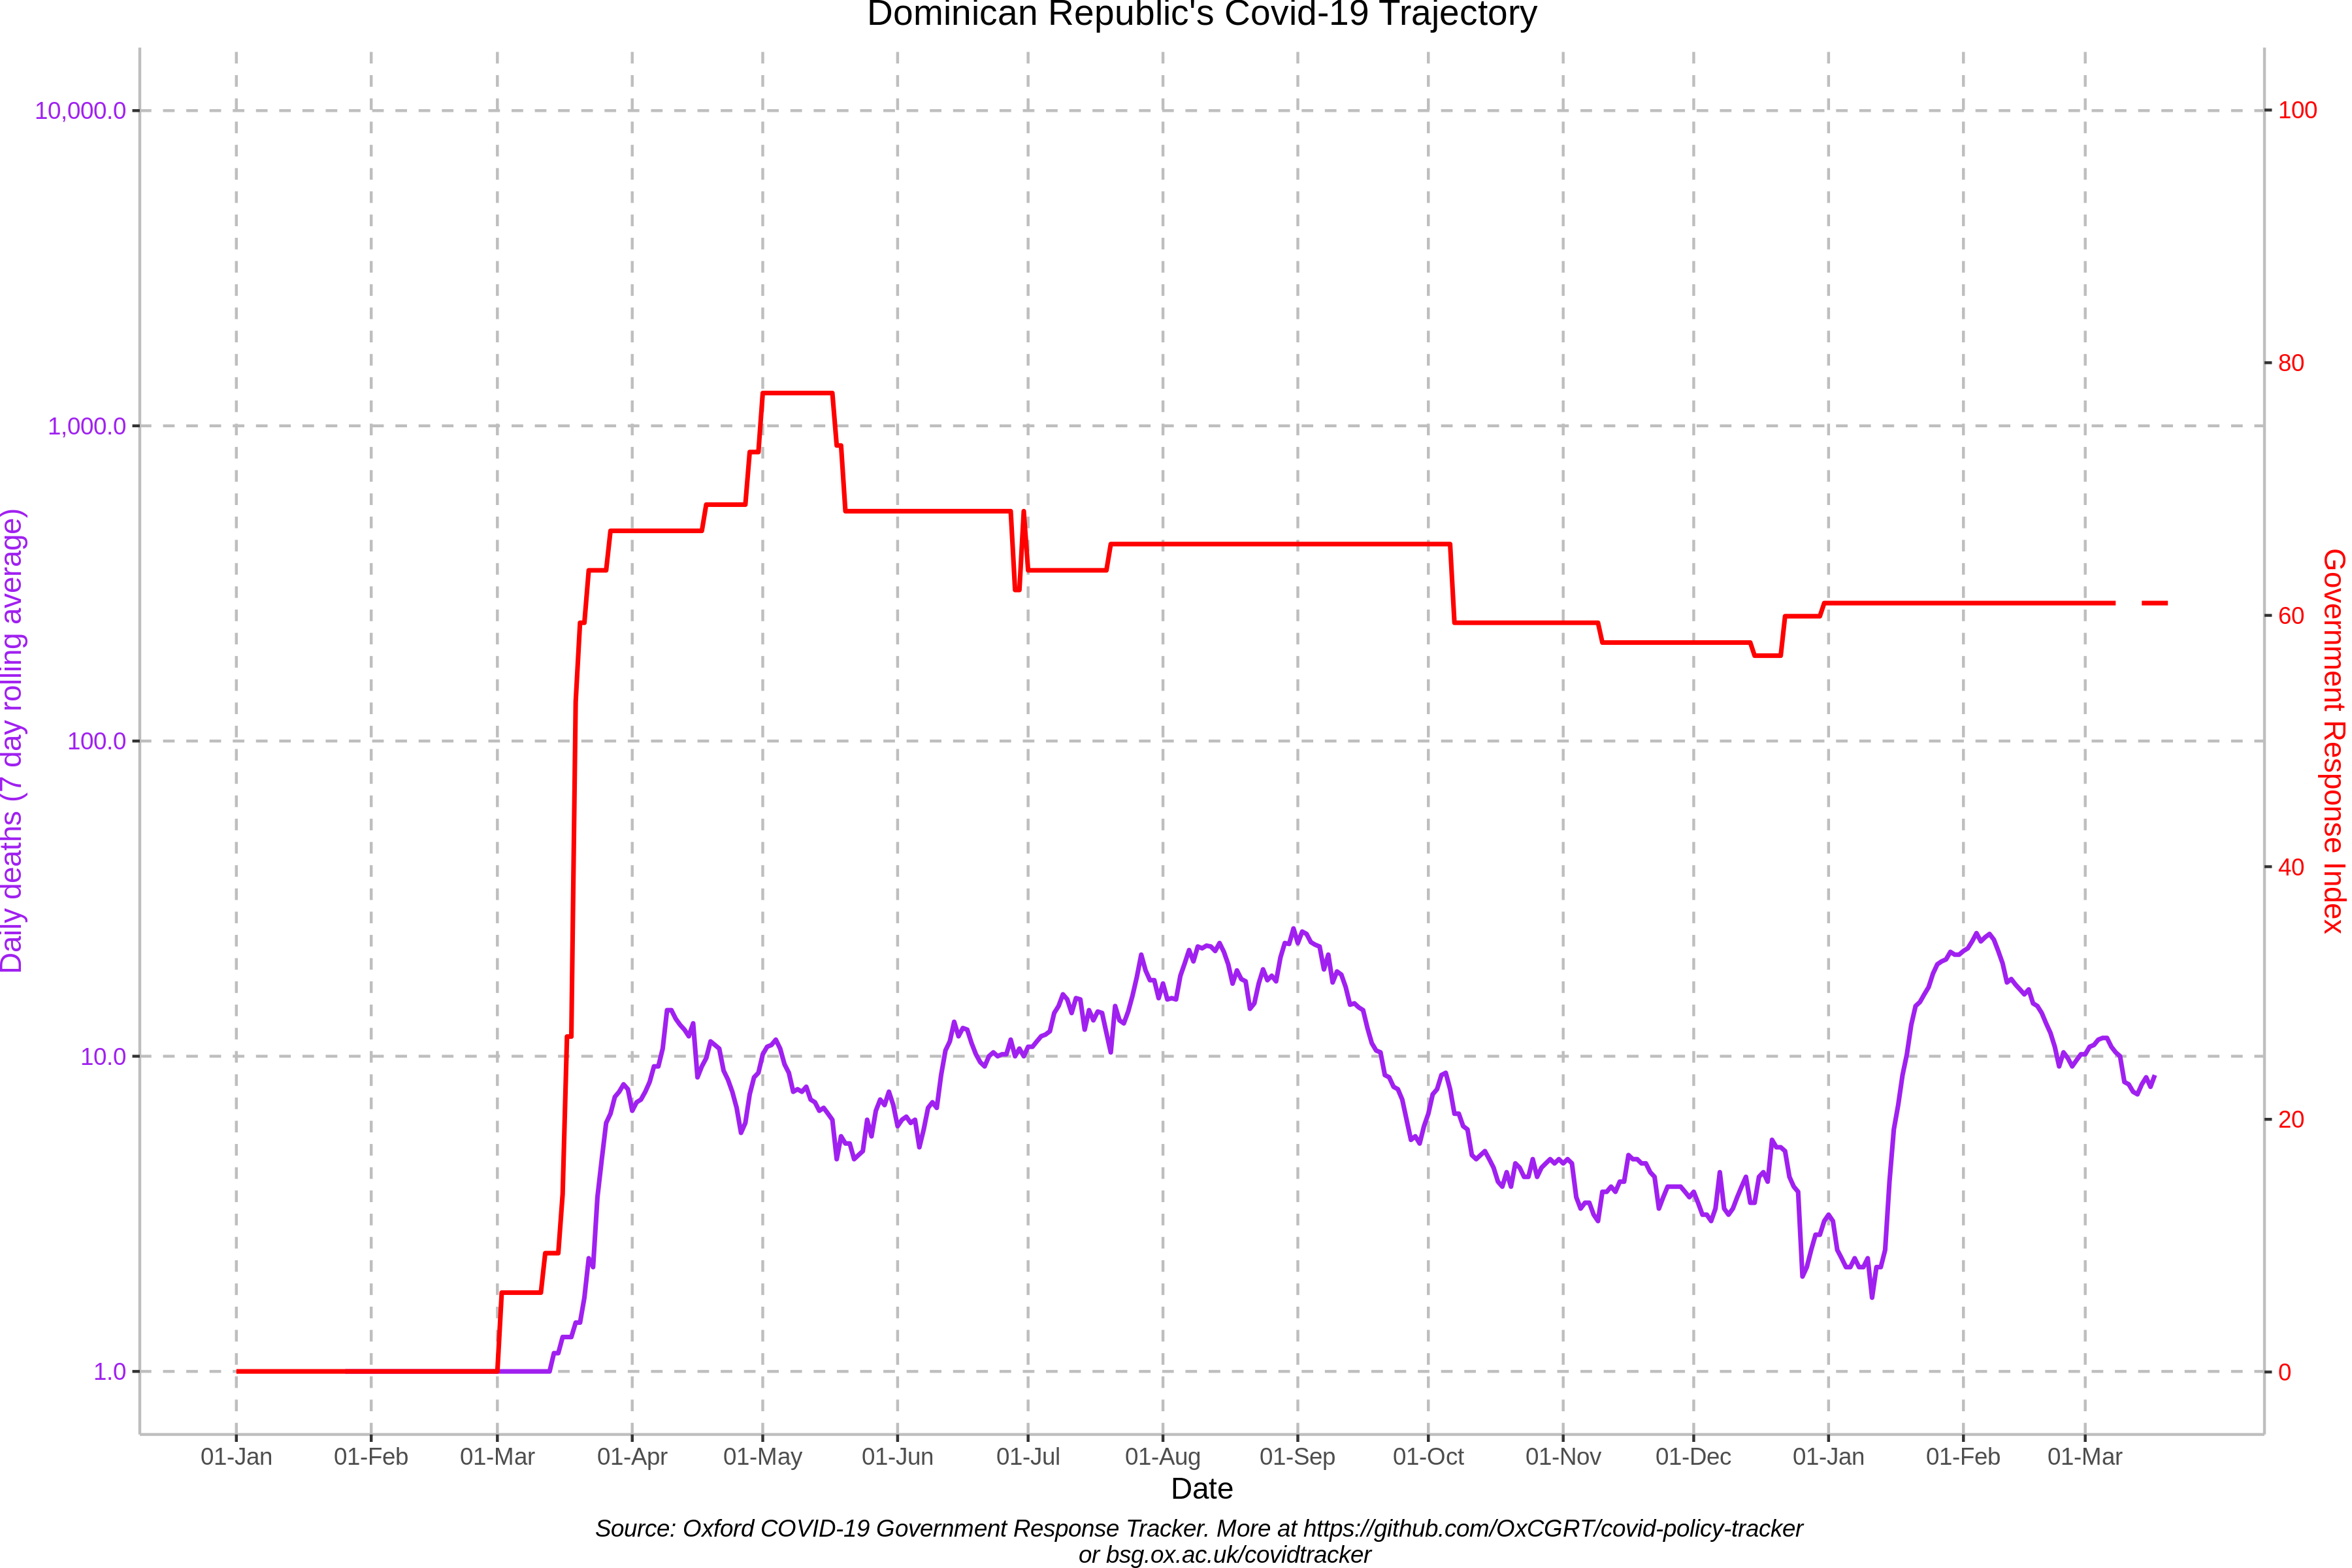 Dominican Republic's Covid-19 Trajectory
10,000.0
1,000.0
100.0
10.0
1.0
Daily deaths (7 day rolling average)
100
80
60
40
20
0
Government Response Index
01-Jan 01-Feb 01-Mar 01-Apr 01-May 01-Jun 01-Jul 01-Aug 01-Sep 01-Oct 01-Nov 01-Dec 01-Jan 01-Feb 01-Mar
Date
Source: Oxford COVID-19 Government Response Tracker. More at https://github.com/OxCGRT/covid-policy-tracker
or bsg.ox.ac.uk/covidtracker